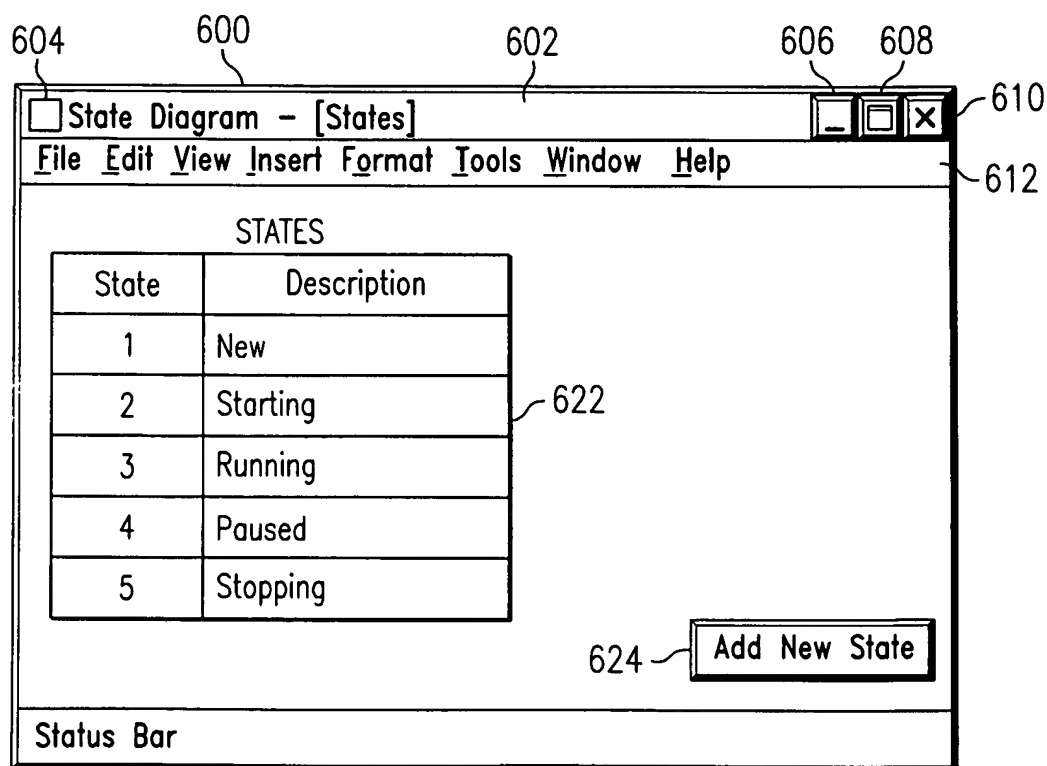 604 600 602 606 608
610
State Diagram - [States]
File Edit View Insert Format Tools Window Help
612
STATES
State Description
1 New
2 Starting
622
3 Running
4 Paused
5 Stopping
624
Add New State
Status Bar